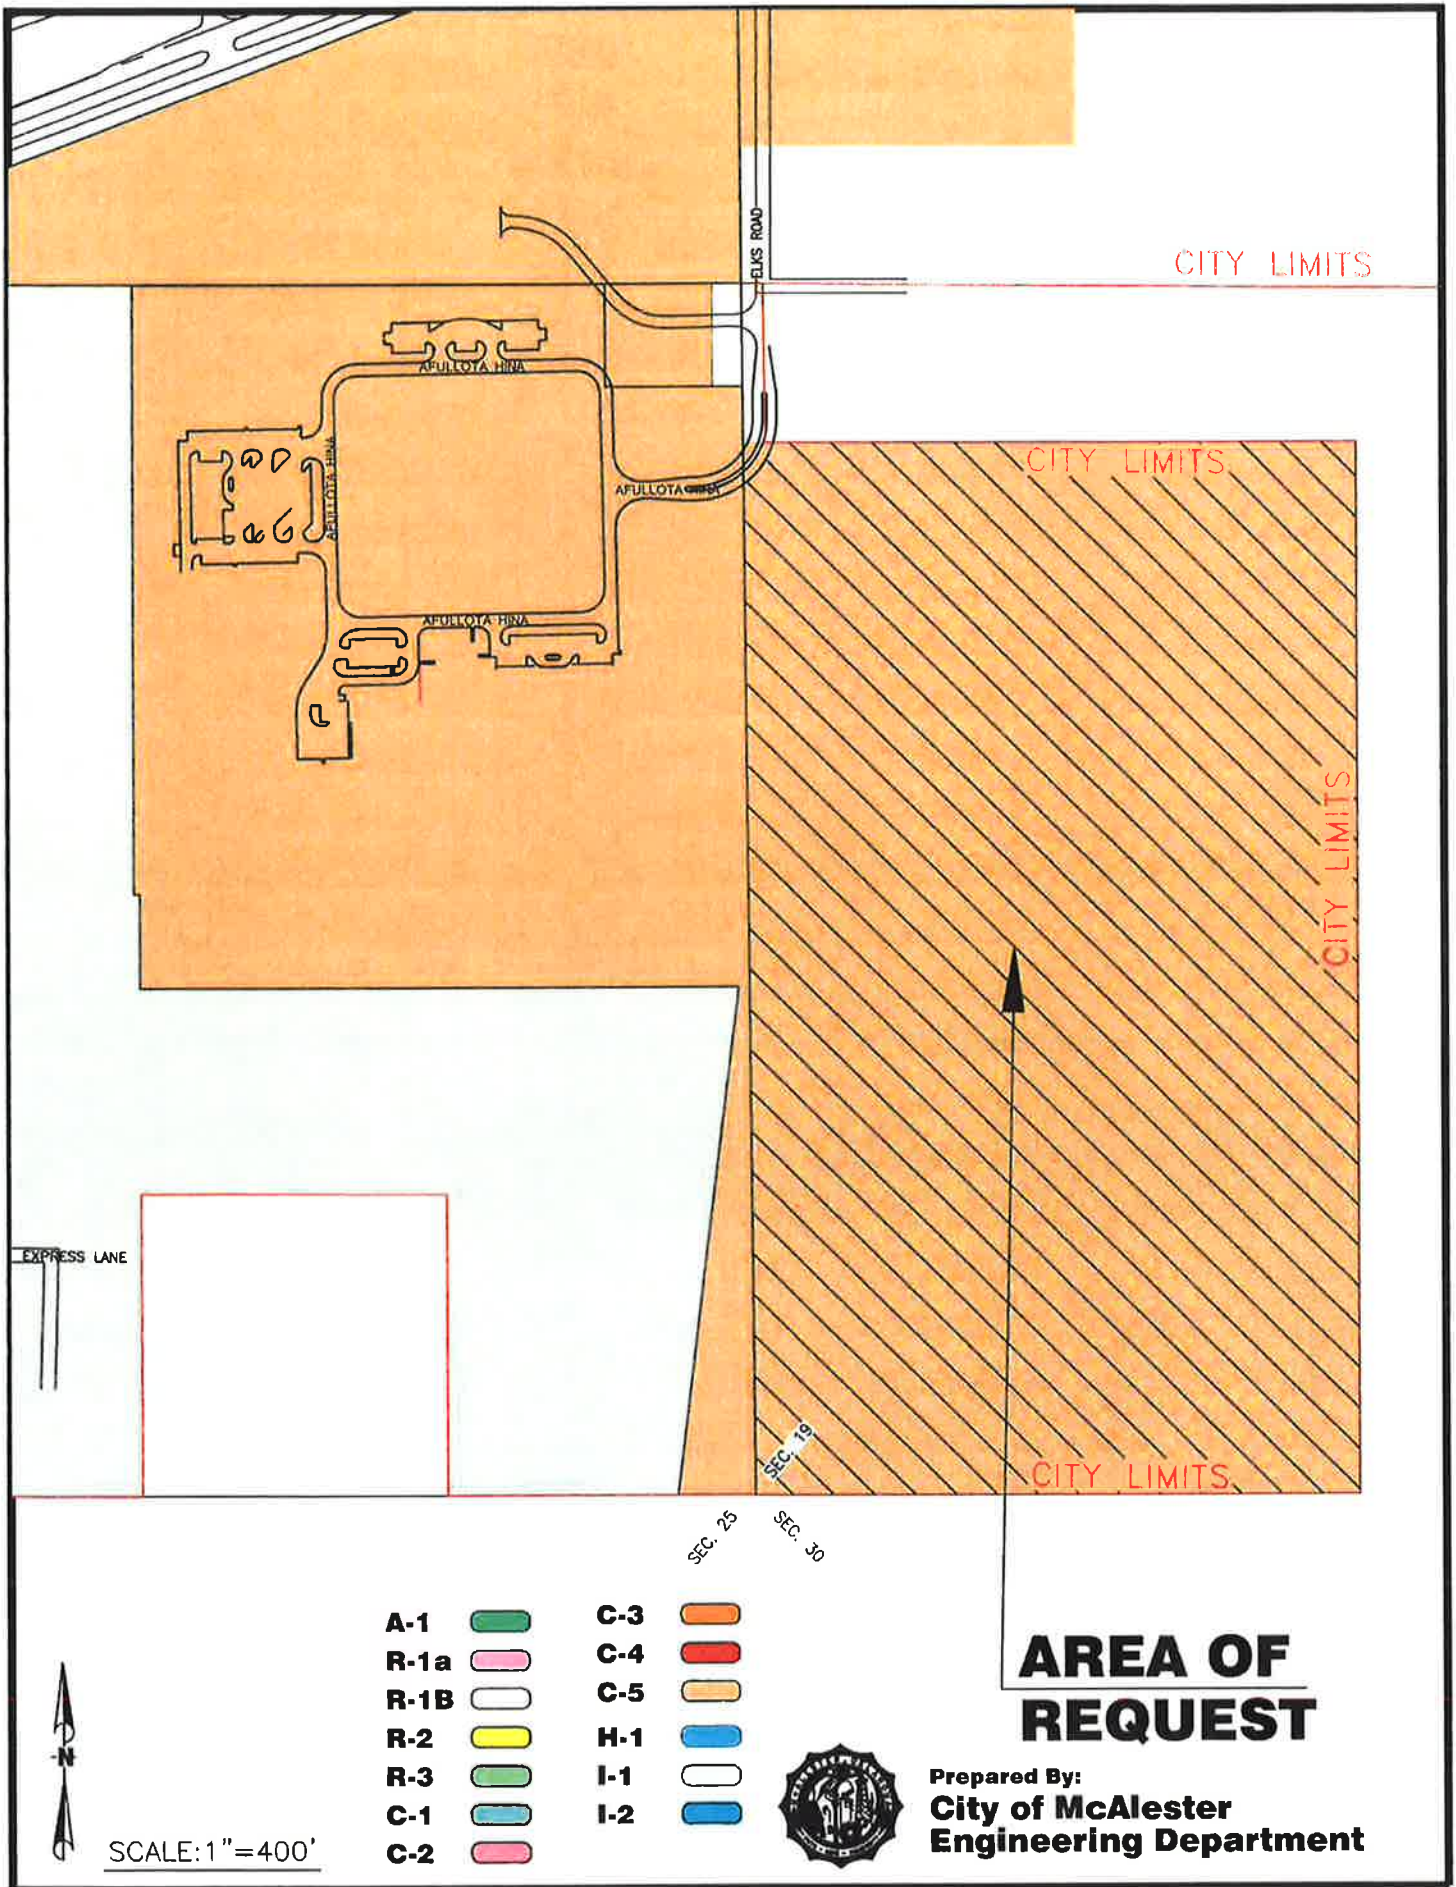 ELKS ROAD
CITY LIMITS
AFULLOTA HINA
CITY LIMITS
AFULLOTA HINA
AFULLOTA HINA
AFULLOTA HINA
CITY LIMITS
EXPRESS LANE
SEC. 19
CITY LIMITS
SEC. 25
SEC. 30
A-1
R-1a
R-1B
R-2
R-3
C-1
C-2
C-3
C-4
C-5
H-1
I-1
I-2
AREA OF
REQUEST
-N-
SCALE: 1"=400'
Prepared By:
City of McAlester
Engineering Department